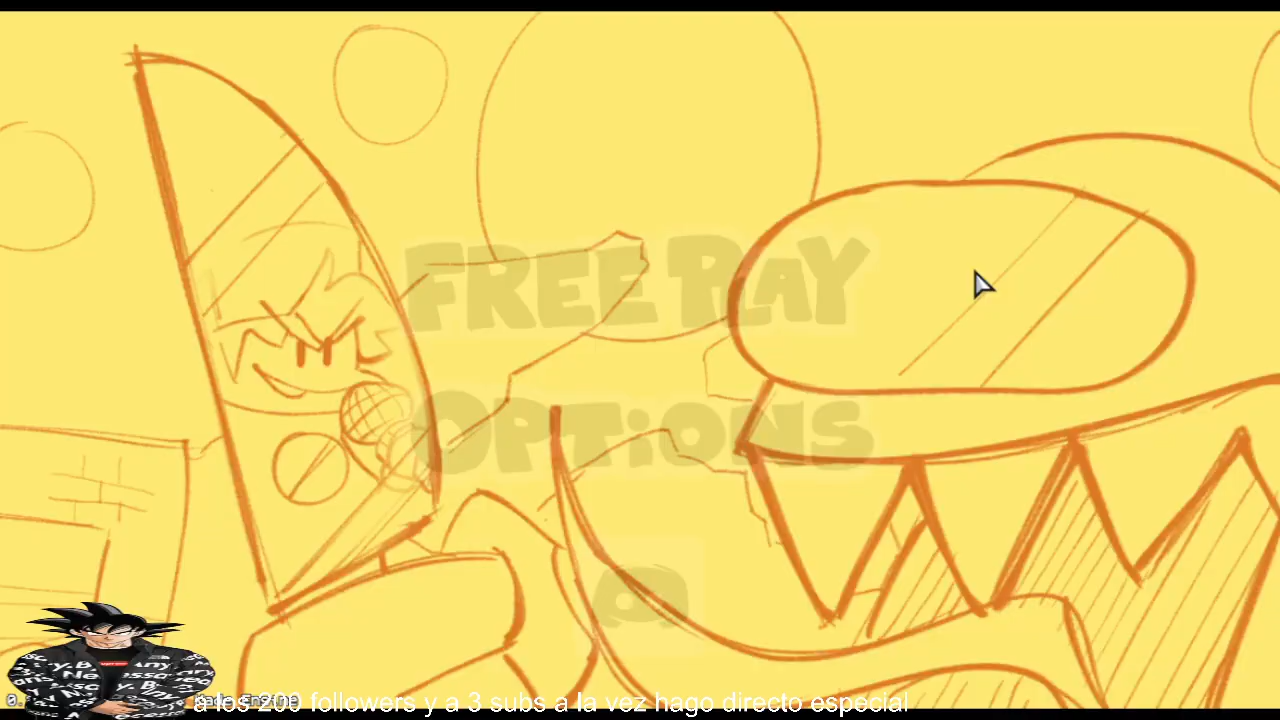 FREE PLAY
OPTiONS
a los 200 followers y a 3 subs a la vez hago directo especial